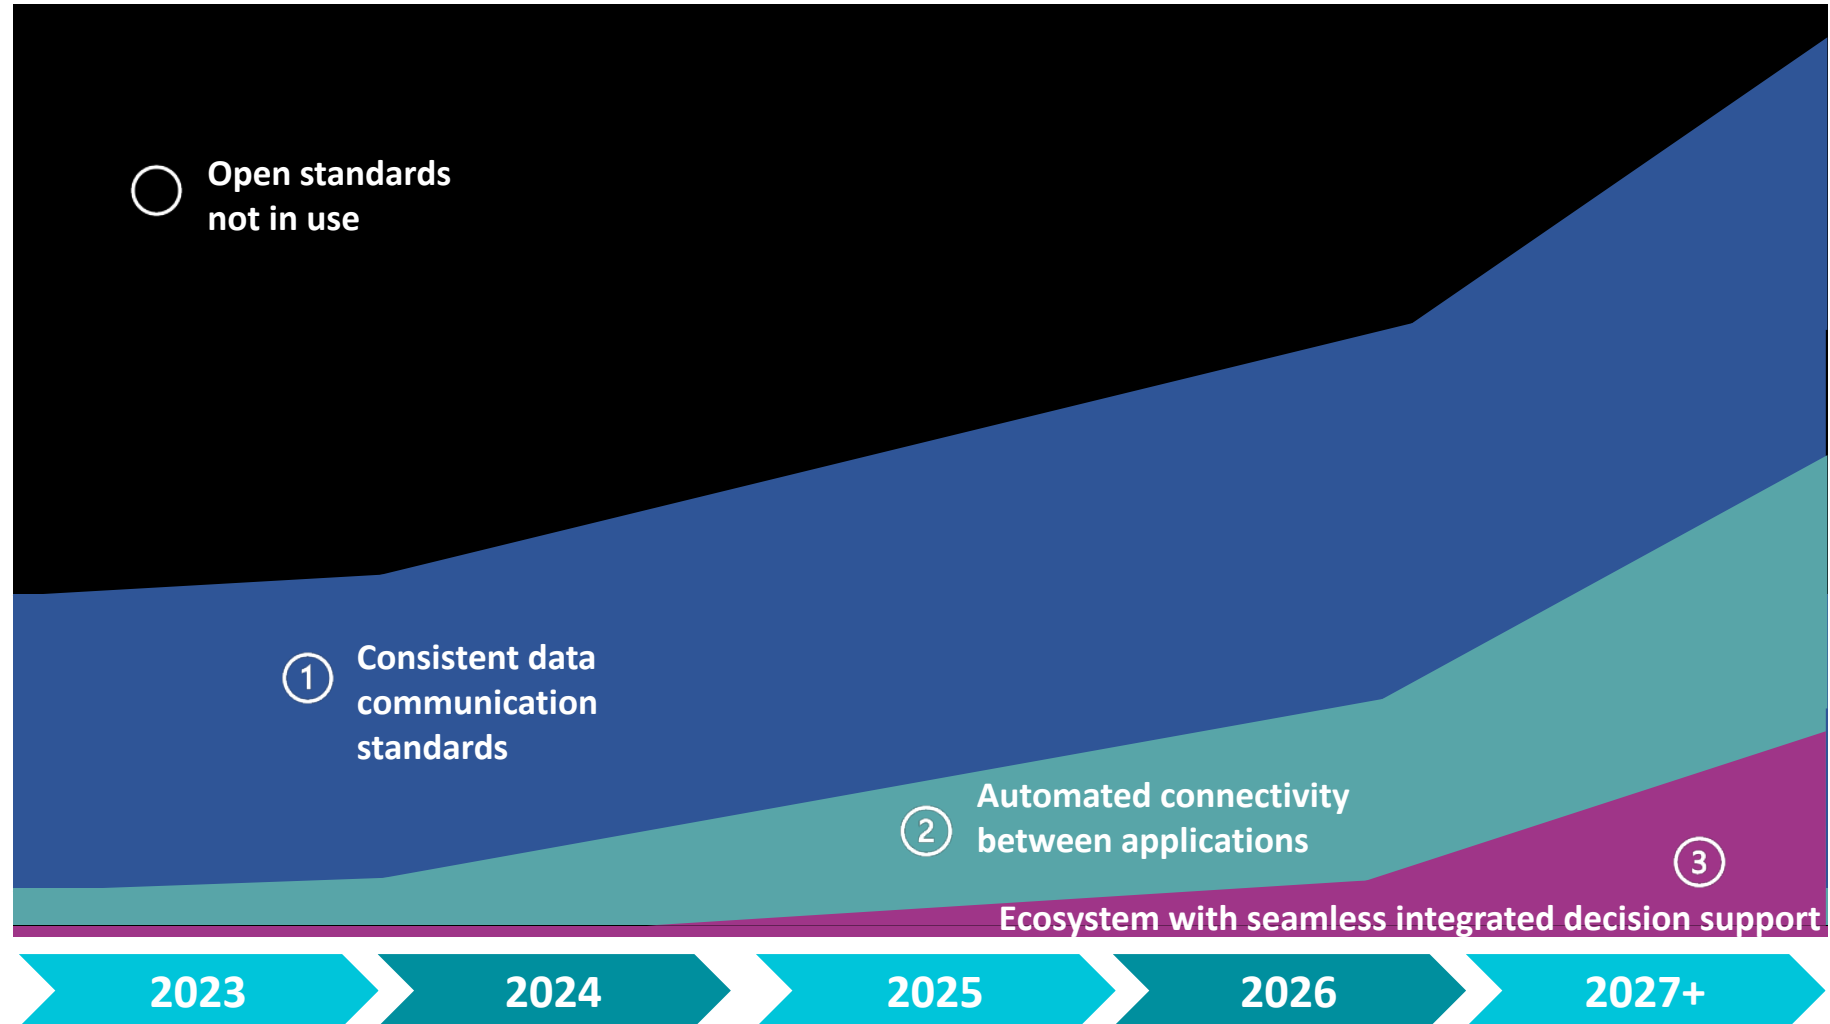 Open standards
not in use
1
Consistent data
communication
standards
2
Automated connectivity
between applications
3
Ecosystem with seamless integrated decision support
2023
2024
2025
2026
2027+